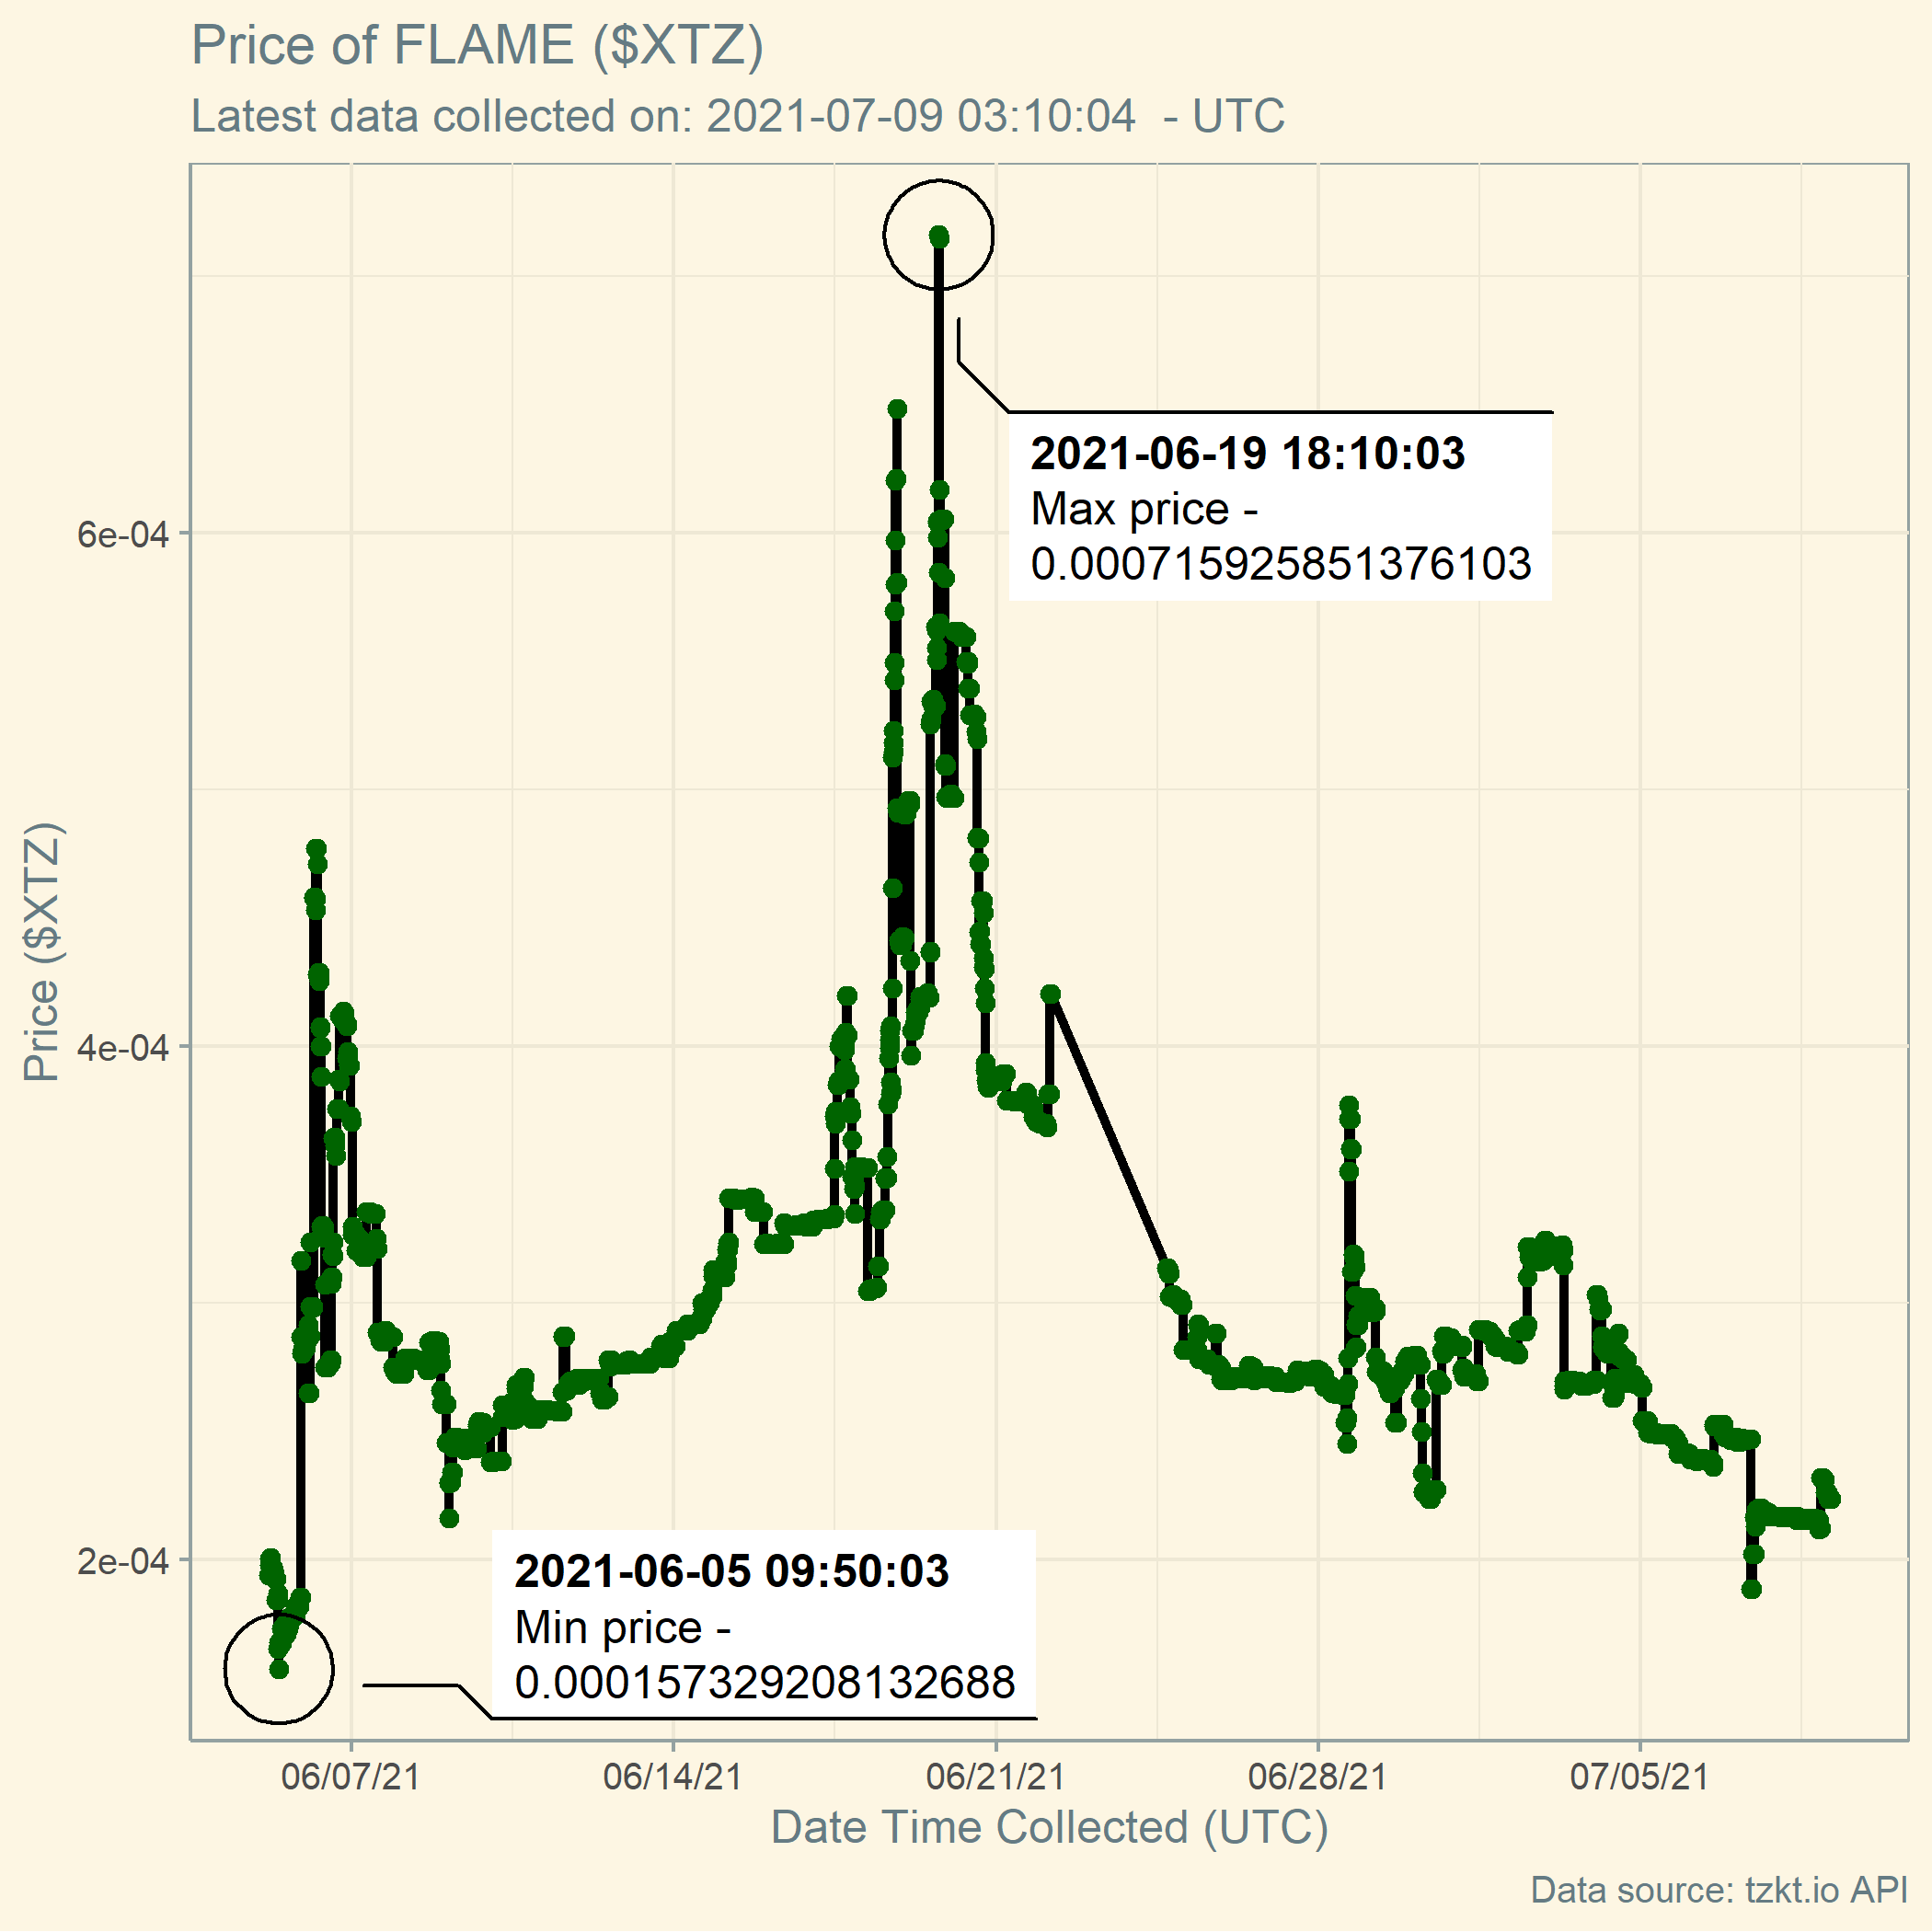 Price of FLAME ($XTZ)
Latest data collected on: 2021-07-09 03:10:04  - UTC
2021-06-19 18:10:03
Max price -
0.000715925851376103
6e-04
4e-04
2e-04
Price ($XTZ)
2021-06-05 09:50:03
Min price -
0.000157329208132688
06/07/21
06/14/21
06/21/21
06/28/21
07/05/21
Date Time Collected (UTC)
Data source: tzkt.io API